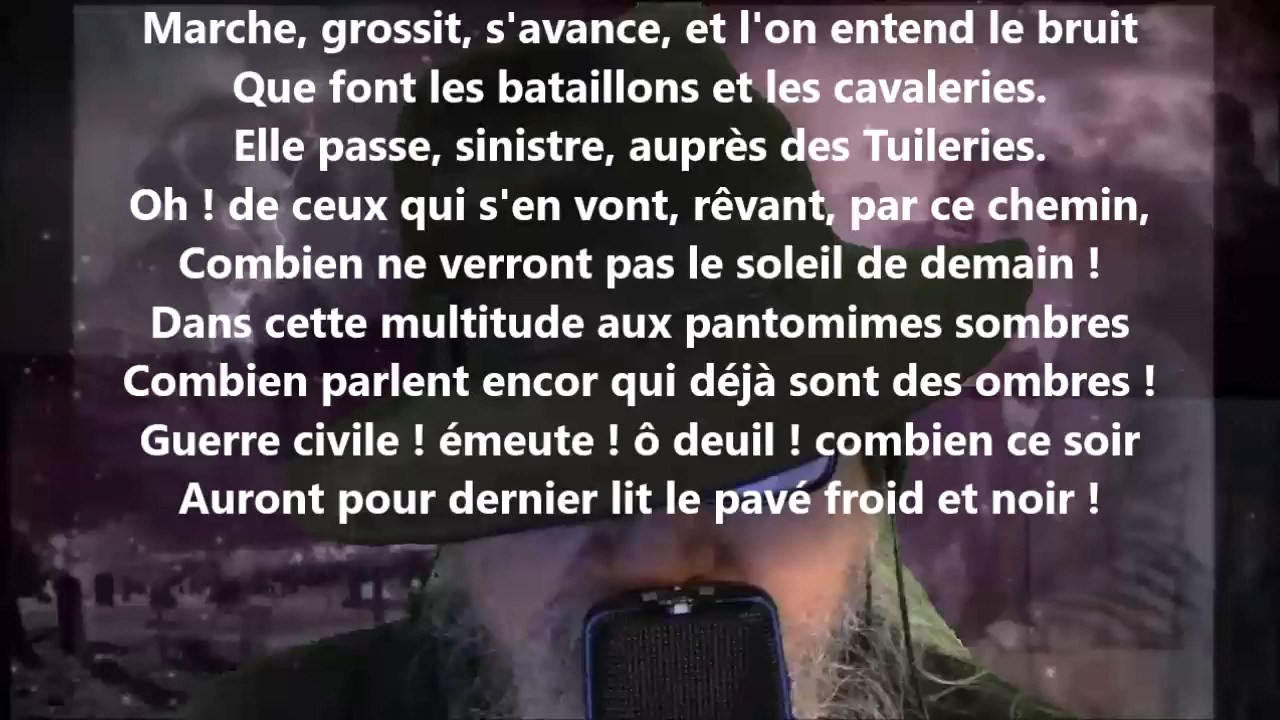 Marche, grossit, s'avance, et l'on entend le bruit
Que font les bataillons et les cavaleries.
Elle passe, sinistre, auprès des Tuileries.
Oh ! de ceux qui s'en vont, rêvant, par ce chemin,
Combien ne verront pas le soleil de demain !
Dans cette multitude aux pantomimes sombres
Combien parlent encor qui déjà sont des ombres !
Guerre civile ! émeute ! ô deuil ! combien ce soir
Auront pour dernier lit le pavé froid et noir !